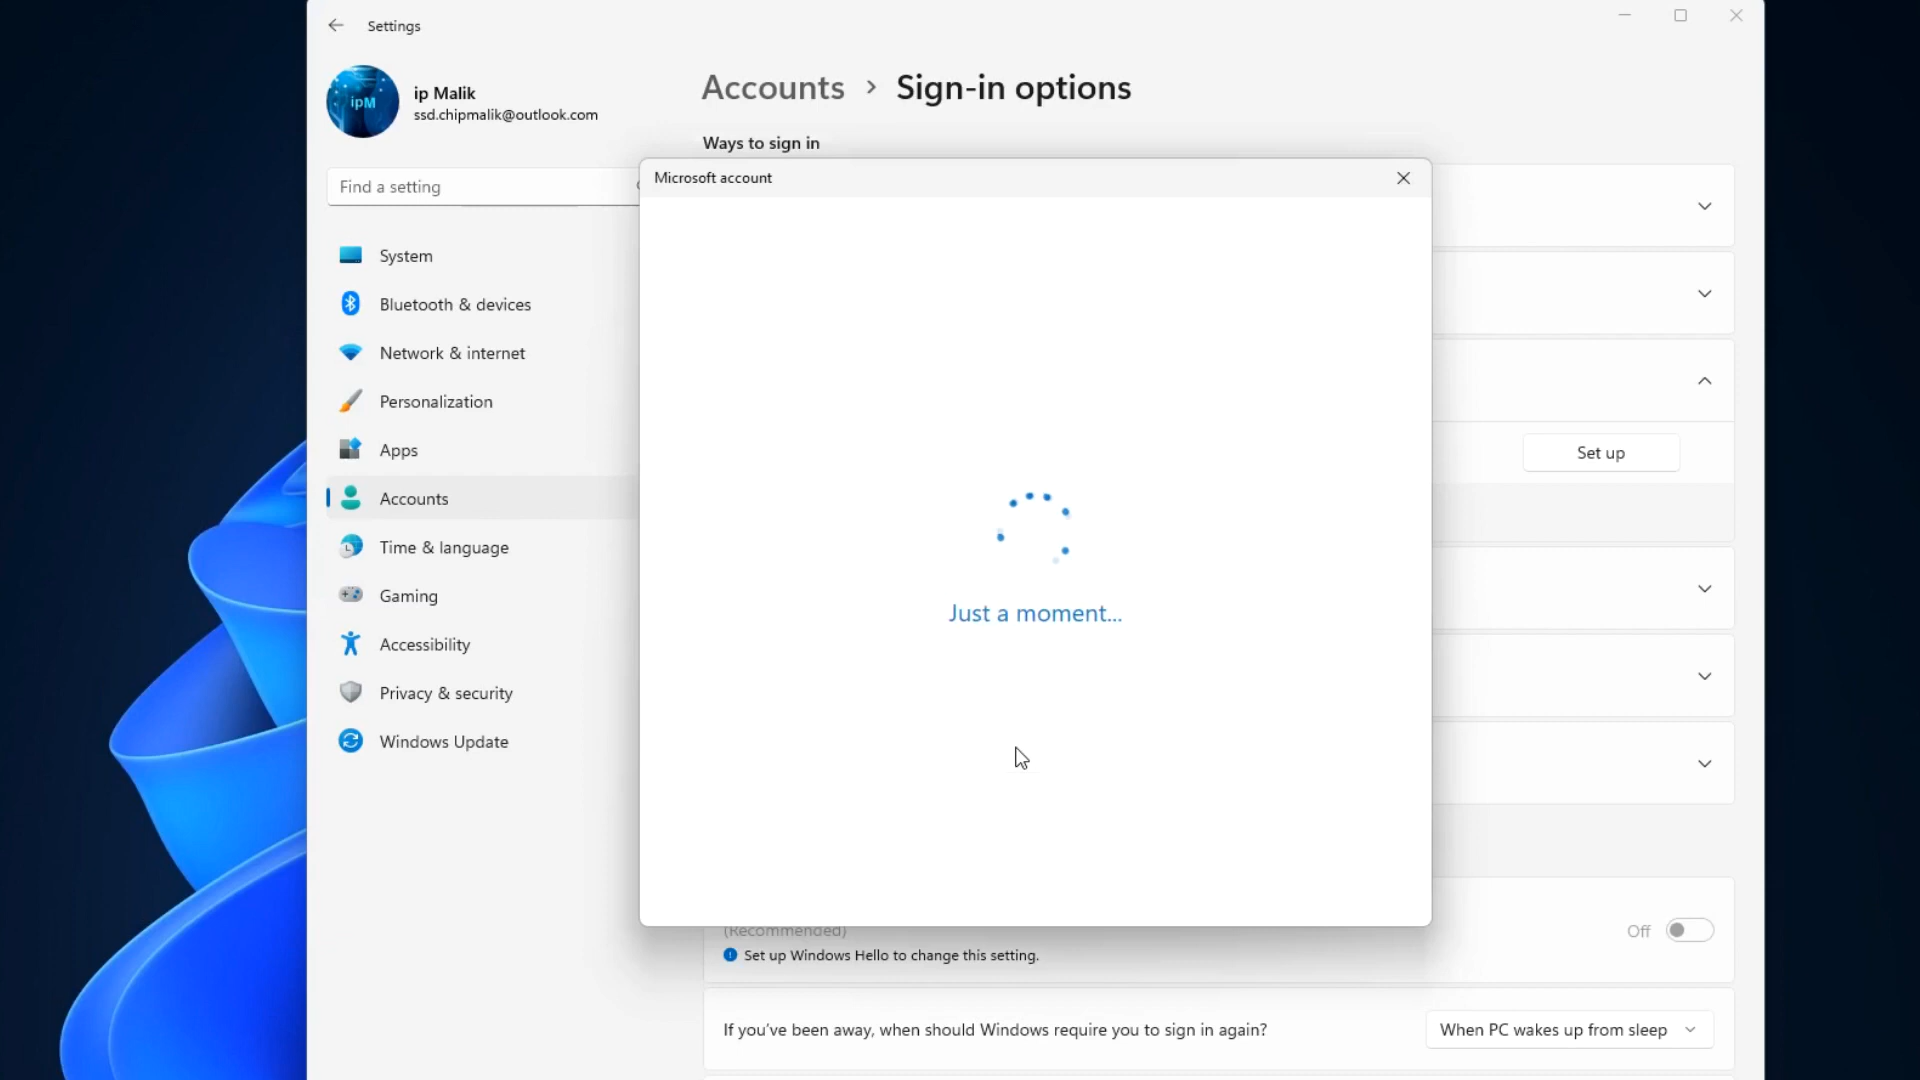 Settings
ipM
ip Malik
ssd.chipmalik@outlook.com
Find a setting
System
Bluetooth & devices
Network & internet
Personalization
Apps
Accounts
Time & language
Gaming
Accessibility
Privacy & security
Windows Update
Accounts > Sign-in options
Ways to sign in
Microsoft account
Just a moment...
Set up
(Recommended)
Off
Set up Windows Hello to change this setting.
If you've been away, when should Windows require you to sign in again?
When PC wakes up from sleep